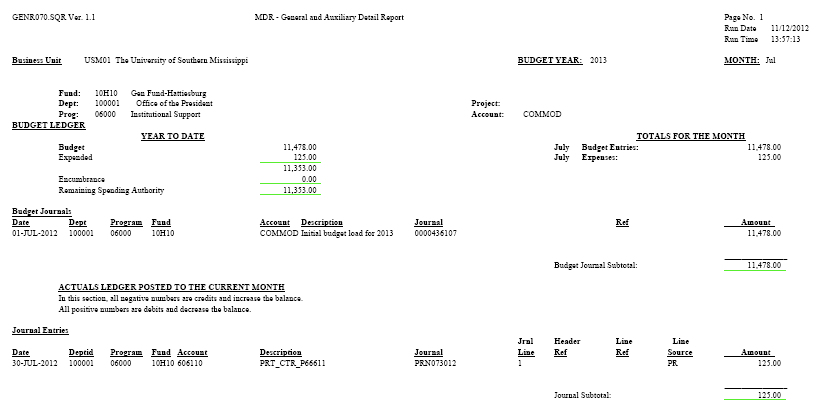 GENR070.SQR Ver. 1.1 MDR - General and Auxiliary Detail Report Page No. 1
Run Date 11/12/2012
Run Time 13:57:13
Business Unit USM01 The University of Southern Mississippi BUDGET YEAR: 2013 MONTH: Jul
Fund: 10H10 Gen Fund-Hattiesburg
Dept: 100001 Office of the President Project:
Prog: 06000 Institutional Support Account: COMMOD
BUDGET LEDGER
YEAR TO DATE TOTALS FOR THE MONTH
Budget 11,478.00 July Budget Entries: 11,478.00
Expended 125.00 July Expenses: 125.00
11,353.00
Encumbrance 0.00
Remaining Spending Authority 11,353.00
Budget Journals
Date Dept Program Fund Account Description Journal Ref Amount
01-JUL-2012 100001 06000 10H10 COMMOD Initial budget load for 2013 0000436107 11,478.00
Budget Journal Subtotal: 11,478.00
ACTUALS LEDGER POSTED TO THE CURRENT MONTH
In this section, all negative numbers are credits and increase the balance.
All positive numbers are debits and decrease the balance.
Journal Entries
Jrnl Header Line Line
Date Deptid Program Fund Account Description Journal Line Ref Ref Source Amount
30-JUL-2012 100001 06000 10H10 606110 PRT_CTR_P66611 PRN073012 1 PR 125.00
Journal Subtotal: 125.00